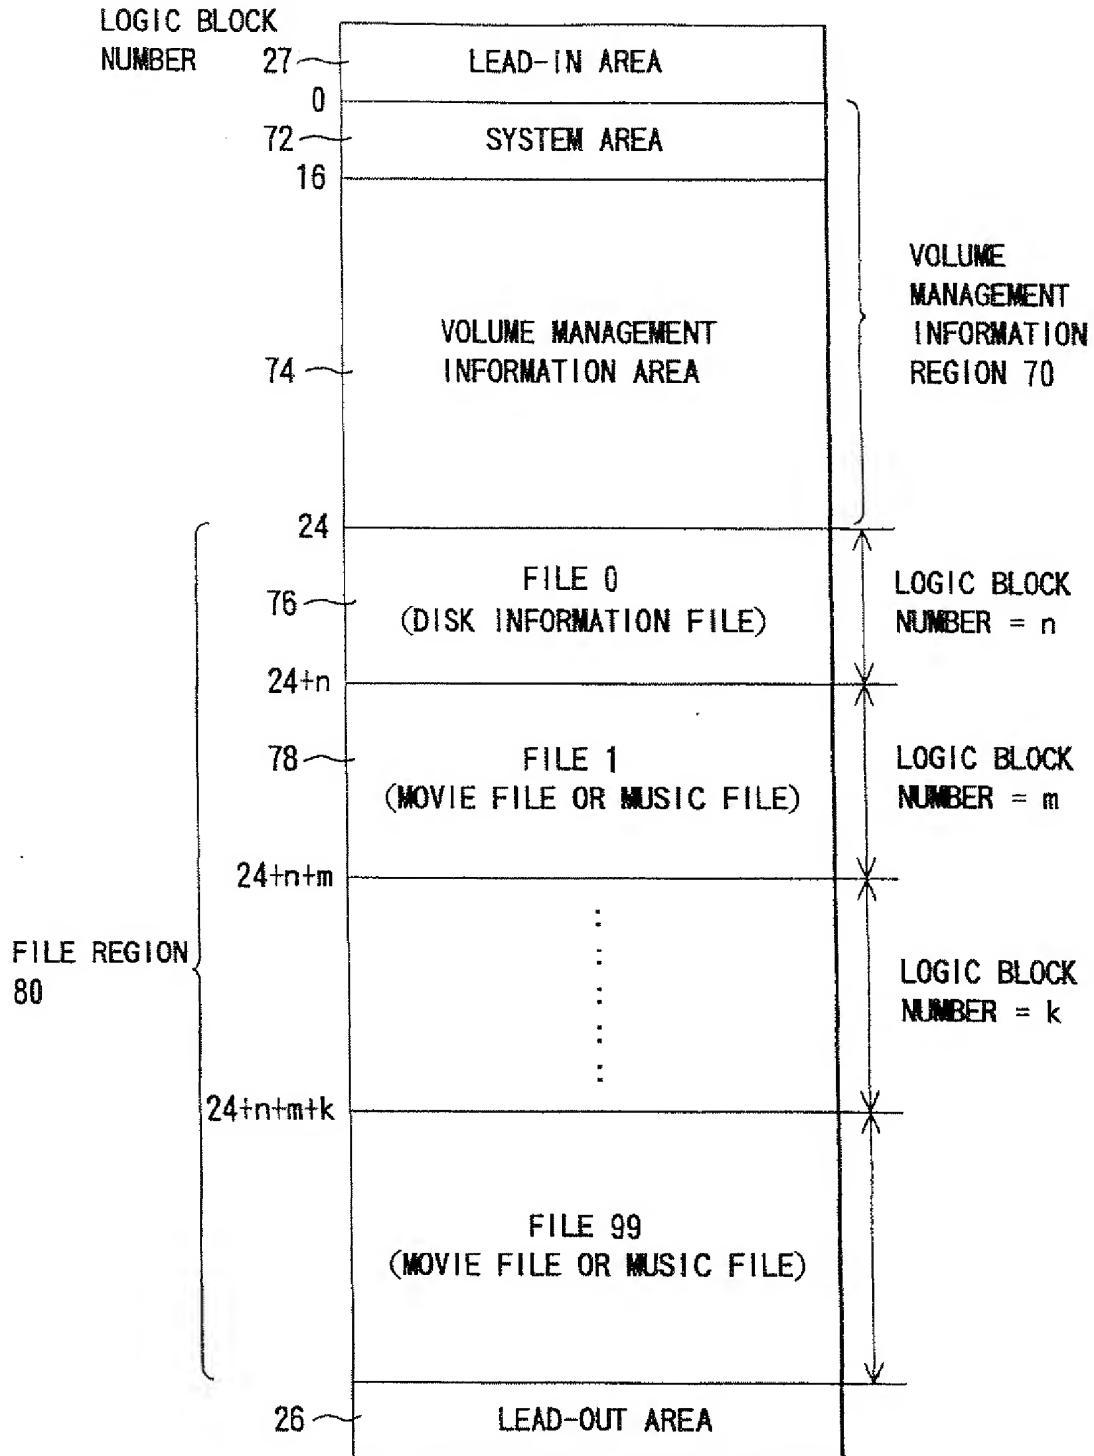 LOGIC BLOCK
NUMBER
27
LEAD-IN AREA
0
72
SYSTEM AREA
16
VOLUME
MANAGEMENT
INFORMATION
REGION 70
74
VOLUME MANAGEMENT
INFORMATION AREA
24
76
FILE 0
(DISK INFORMATION FILE)
LOGIC BLOCK
NUMBER = n
24+n
78
FILE 1
(MOVIE FILE OR MUSIC FILE)
LOGIC BLOCK
NUMBER = m
24+n+m
FILE REGION
80
LOGIC BLOCK
NUMBER = k
24+n+m+k
FILE 99
(MOVIE FILE OR MUSIC FILE)
26
LEAD-OUT AREA